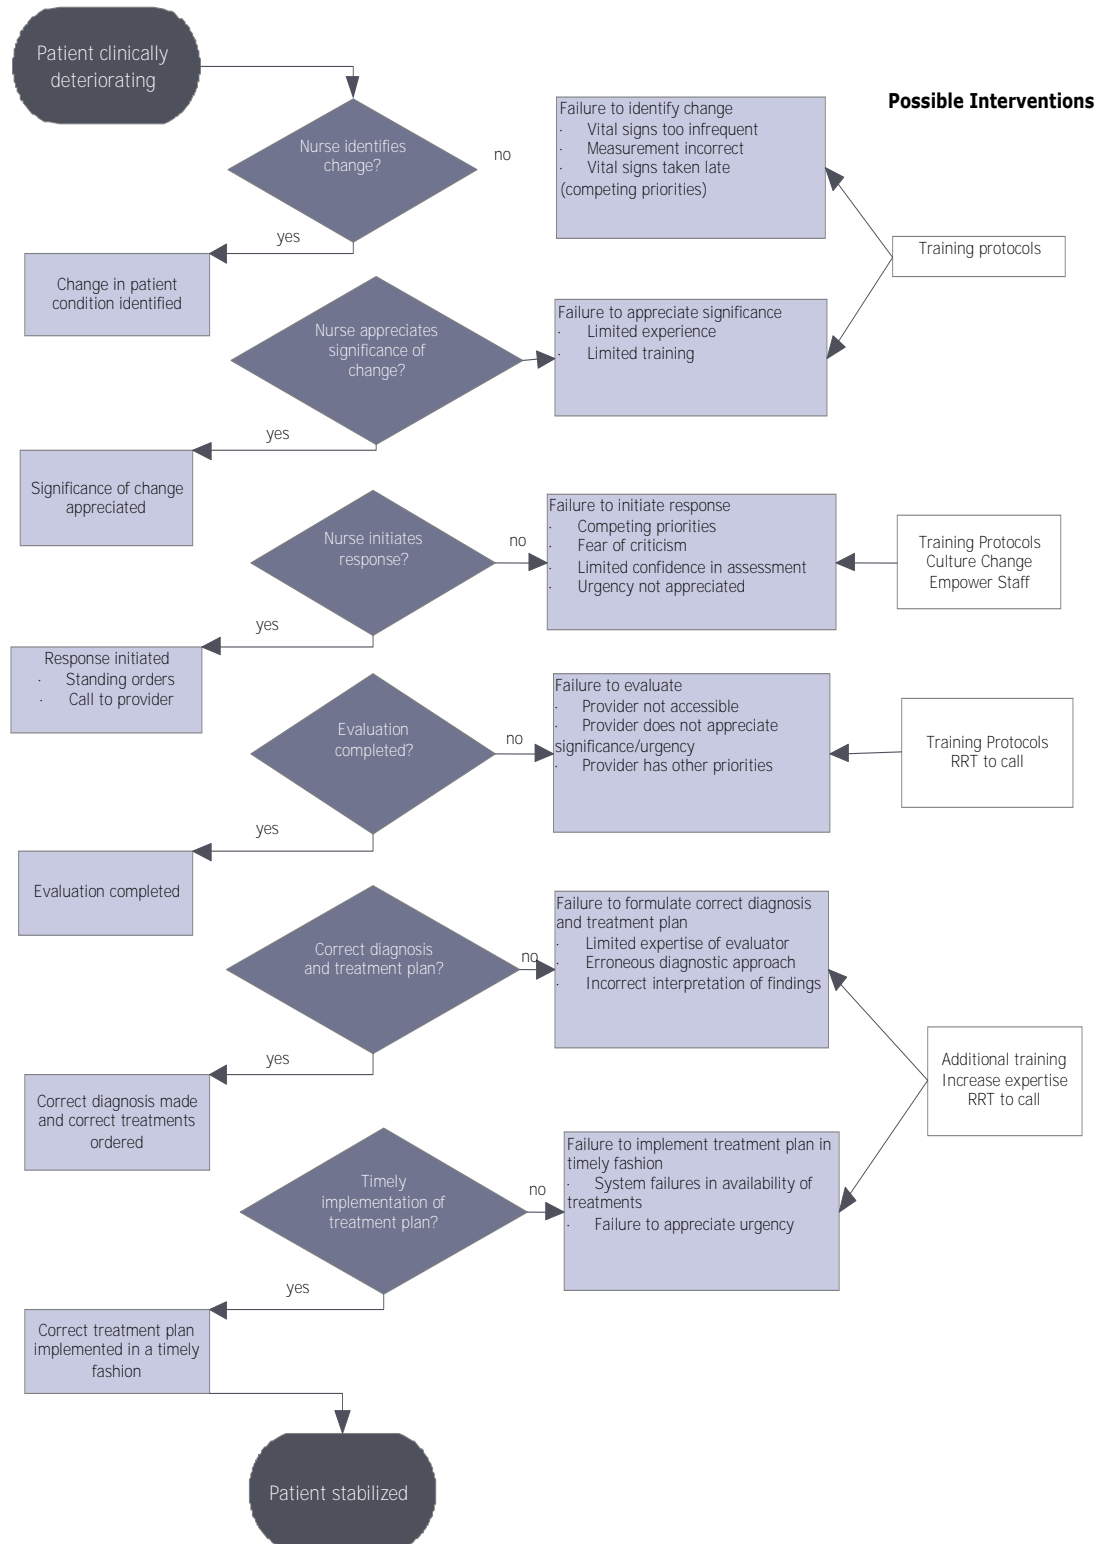 Patient clinically
deteriorating
Possible Interventions
Nurse identifies
change?
no
Failure to identify change
· Vital signs too infrequent
· Measurement incorrect
· Vital signs taken late
(competing priorities)
yes
Training protocols
Change in patient
condition identified
Nurse appreciates
significance of
change?
Failure to appreciate significance
· Limited experience
· Limited training
yes
Significance of change
appreciated
Nurse initiates
response?
no
Failure to initiate response
· Competing priorities
· Fear of criticism
· Limited confidence in assessment
· Urgency not appreciated
Training Protocols
Culture Change
Empower Staff
yes
Response initiated
· Standing orders
· Call to provider
Evaluation
completed?
no
Failure to evaluate
· Provider not accessible
· Provider does not appreciate
significance/urgency
· Provider has other priorities
Training Protocols
RRT to call
yes
Evaluation completed
Correct diagnosis
and treatment plan?
no
Failure to formulate correct diagnosis
and treatment plan
· Limited expertise of evaluator
· Erroneous diagnostic approach
· Incorrect interpretation of findings
Additional training
Increase expertise
RRT to call
yes
Correct diagnosis made
and correct treatments
ordered
Timely
implementation of
treatment plan?
no
Failure to implement treatment plan in
timely fashion
· System failures in availability of
treatments
· Failure to appreciate urgency
yes
Correct treatment plan
implemented in a timely
fashion
Patient stabilized